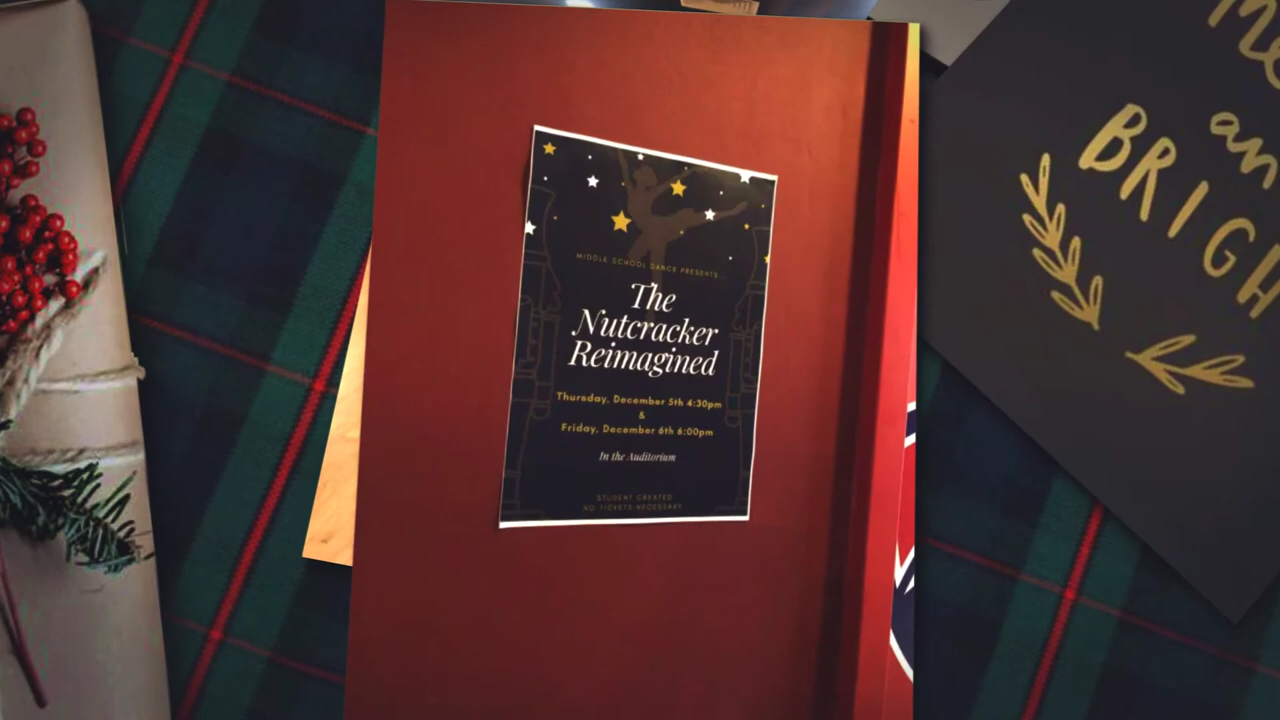 MIDDLE SCHOOL DANCE PRESENTS...
The
Nutcracker
Reimagined
Thursday, December 5th 4:30pm
&
Friday, December 6th 6:00pm
In the Auditorium
STUDENT CREATED
NO TICKETS NECESSARY
and
BRIGH